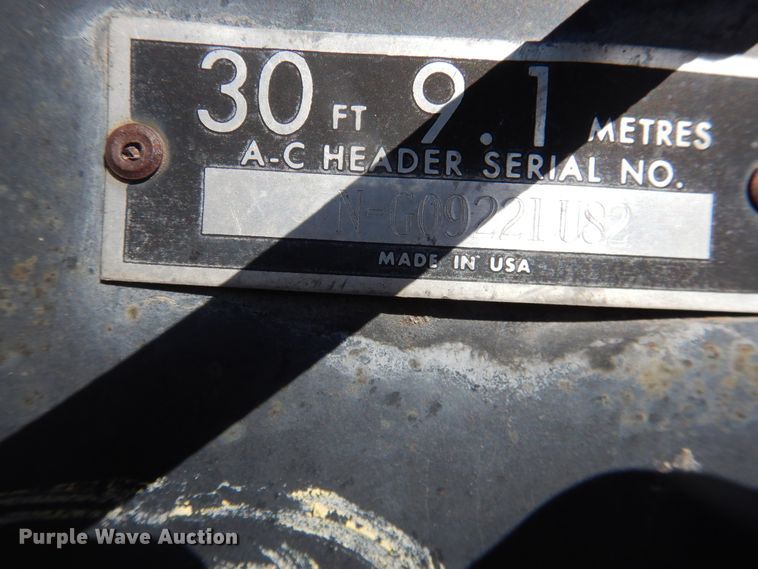 30 FT 9.1 METRES
A-C HEADER SERIAL NO.
N-G09221U82
MADE IN USA
Purple Wave Auction®